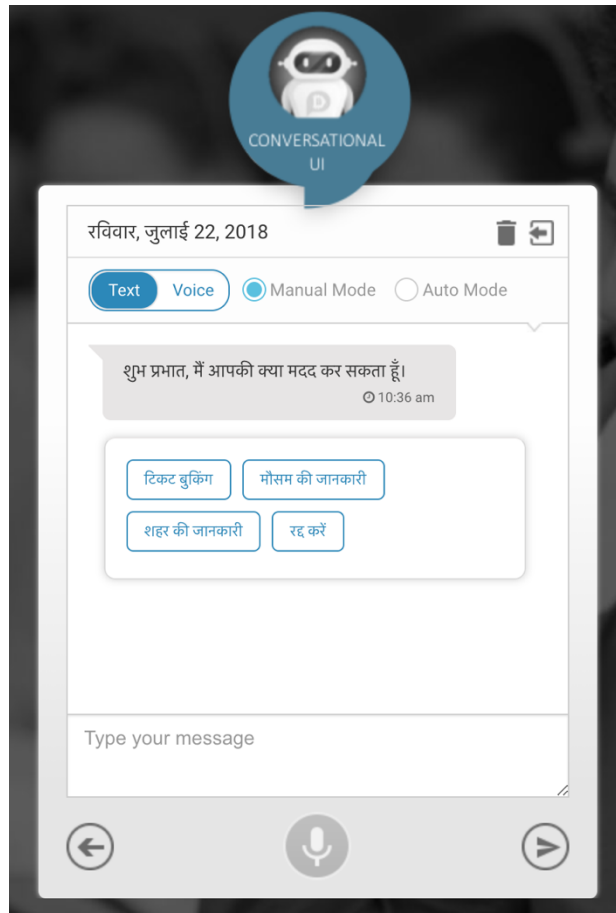 CONVERSATIONAL
UI
रविवार, जुलाई 22, 2018
Text Voice Manual Mode Auto Mode
शुभ प्रभात, मैं आपकी क्या मदद कर सकता हूँ।
10:36 am
टिकट बुकिंग मौसम की जानकारी
शहर की जानकारी रद्द करें
Type your message